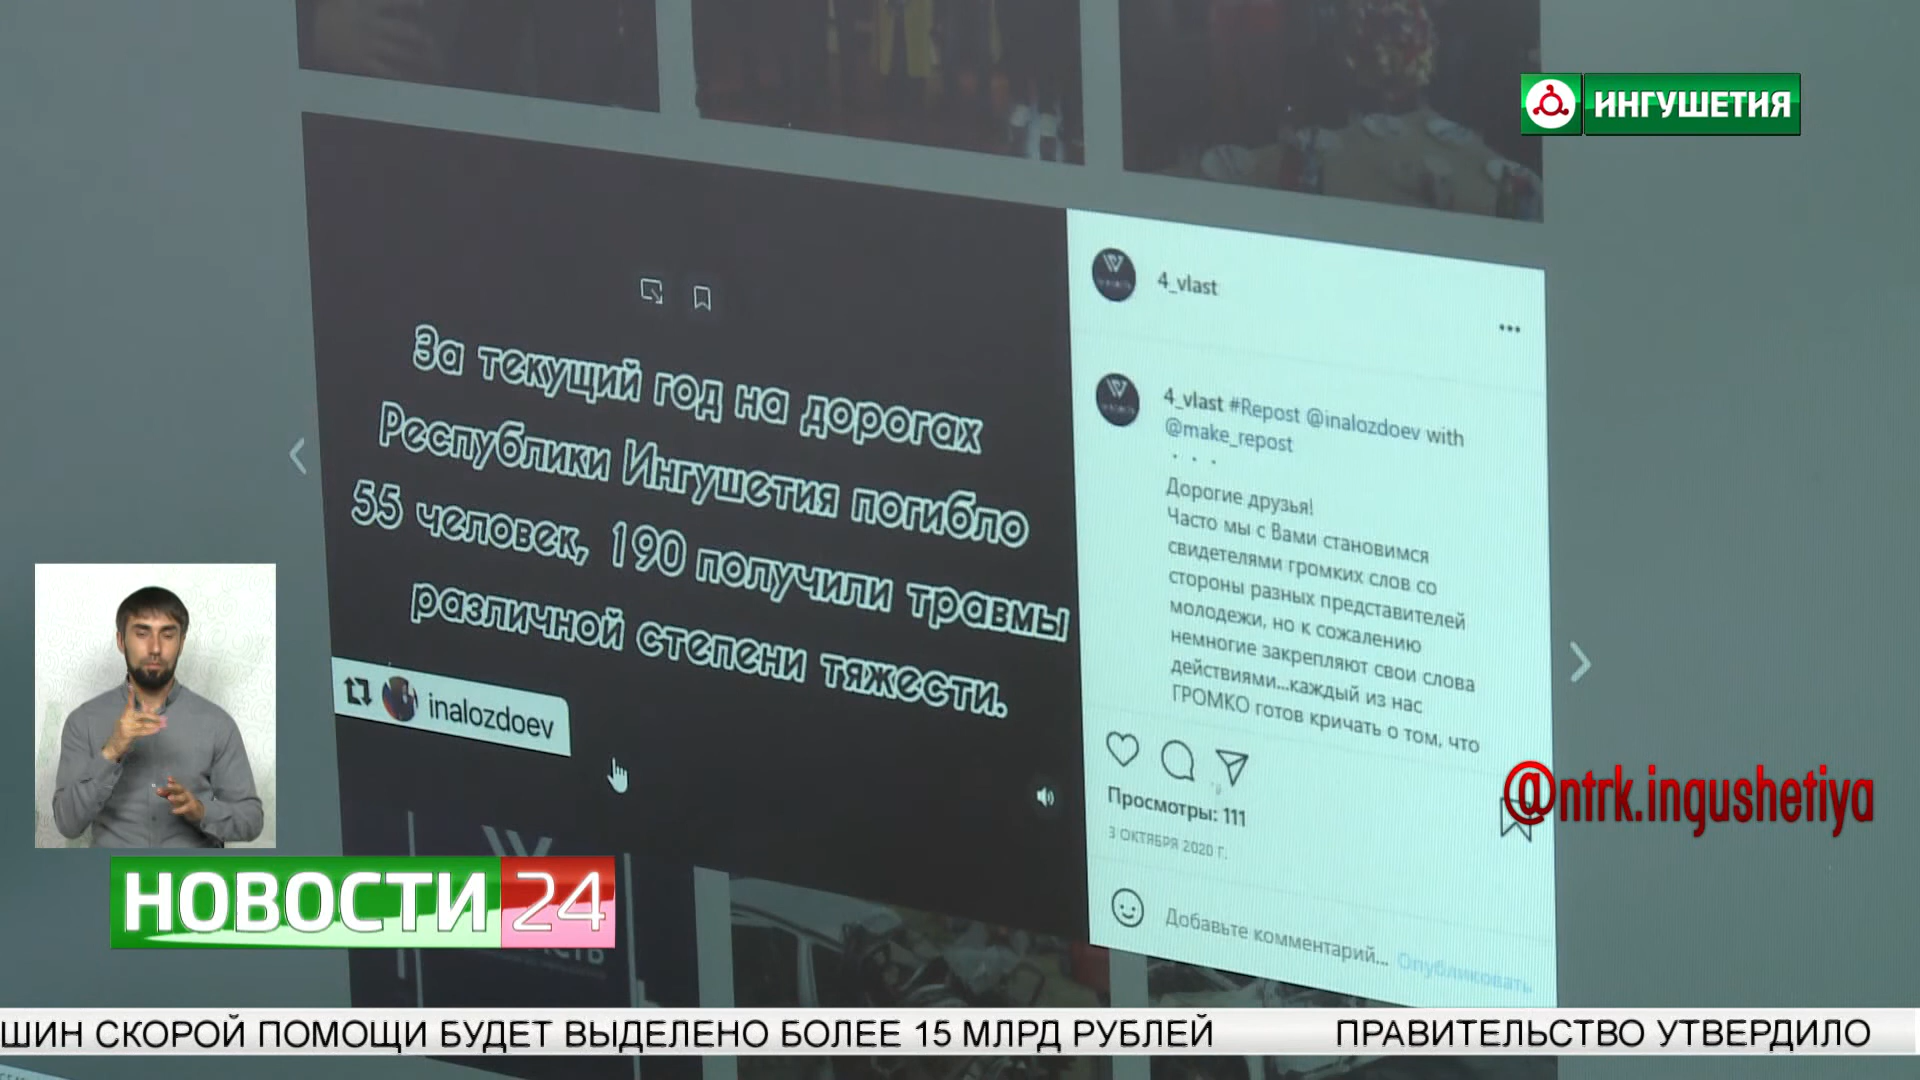 ИНГУШЕТИЯ
За текущий год на дорогах
Республики Ингушетия погибло
55 человек, 190 получили травмы
различной степени тяжести.
inalozdoev
4_vlast
4_vlast #Repost @inalozdoev with
@make_repost
• • •
Дорогие друзья!
Часто мы с Вами становимся
свидетелями громких слов со
стороны разных представителей
молодежи, но к сожалению
немногие закрепляют свои слова
действиями...каждый из нас
ГРОМКО готов кричать о том, что
Просмотры: 111
3 ОКТЯБРЯ 2020 Г.
Добавьте комментарий... Опубликовать
@ntrk.ingushetiya
НОВОСТИ 24
ШИН СКОРОЙ ПОМОЩИ БУДЕТ ВЫДЕЛЕНО БОЛЕЕ 15 МЛРД РУБЛЕЙ ПРАВИТЕЛЬСТВО УТВЕРДИЛО